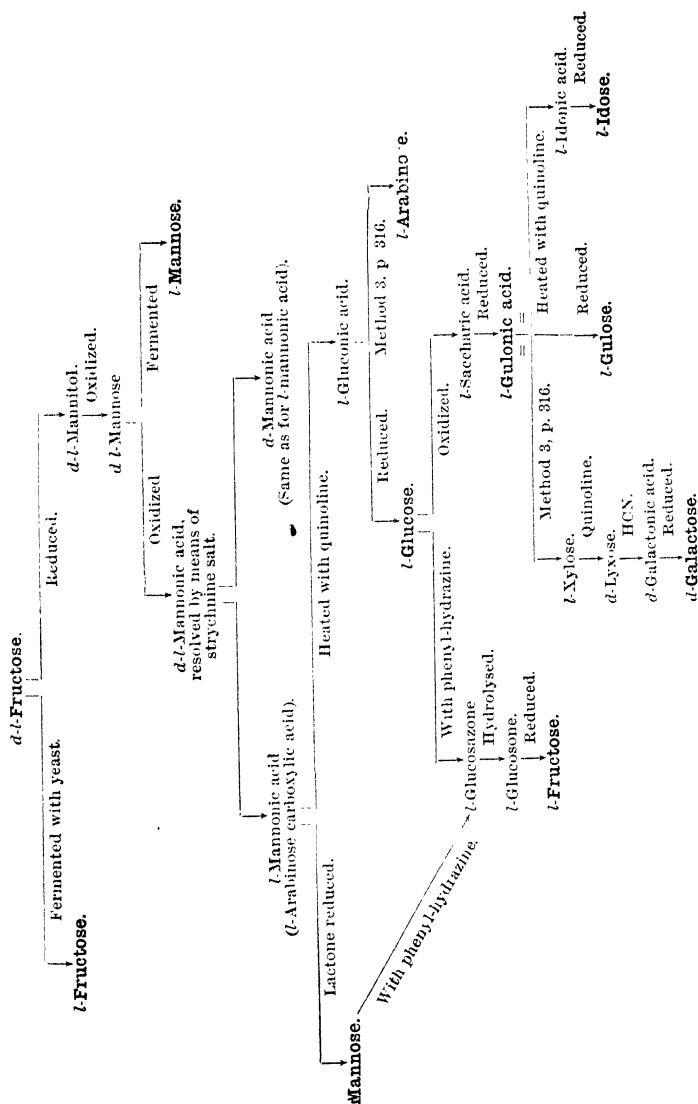 d-l-Fructose.
Fermented with yeast.
Reduced.
l-Fructose.
d-l-Mannitol.
Oxidized.
d l-Mannose
Oxidized
Fermented
l-Mannose.
d-l-Mannonic acid,
resolved by means of
strychnine salt.
l-Mannonic acid
(l-Arabinose carboxylic acid).
d-Mannonic acid
(Same as for l-mannonic acid).
Lactone reduced.
Heated with quinoline.
Mannose.
l-Gluconic acid.
With phenyl-hydrazine.
Reduced.
Method 3, p 316.
l-Glucose.
l-Arabino e.
With phenyl-hydrazine.
Oxidized.
l-Glucosazone
Hydrolysed.
l-Glucosone.
Reduced.
l-Fructose.
l-Saccharic acid.
Reduced.
l-Gulonic acid.
Method 3, p. 316.
Reduced.
Heated with quinoline.
l-Xylose.
Quinoline.
d-Lyxose.
HCN.
d-Galactonic acid.
Reduced.
d-Galactose.
l-Gulose.
l-Idonic acid.
Reduced.
l-Idose.